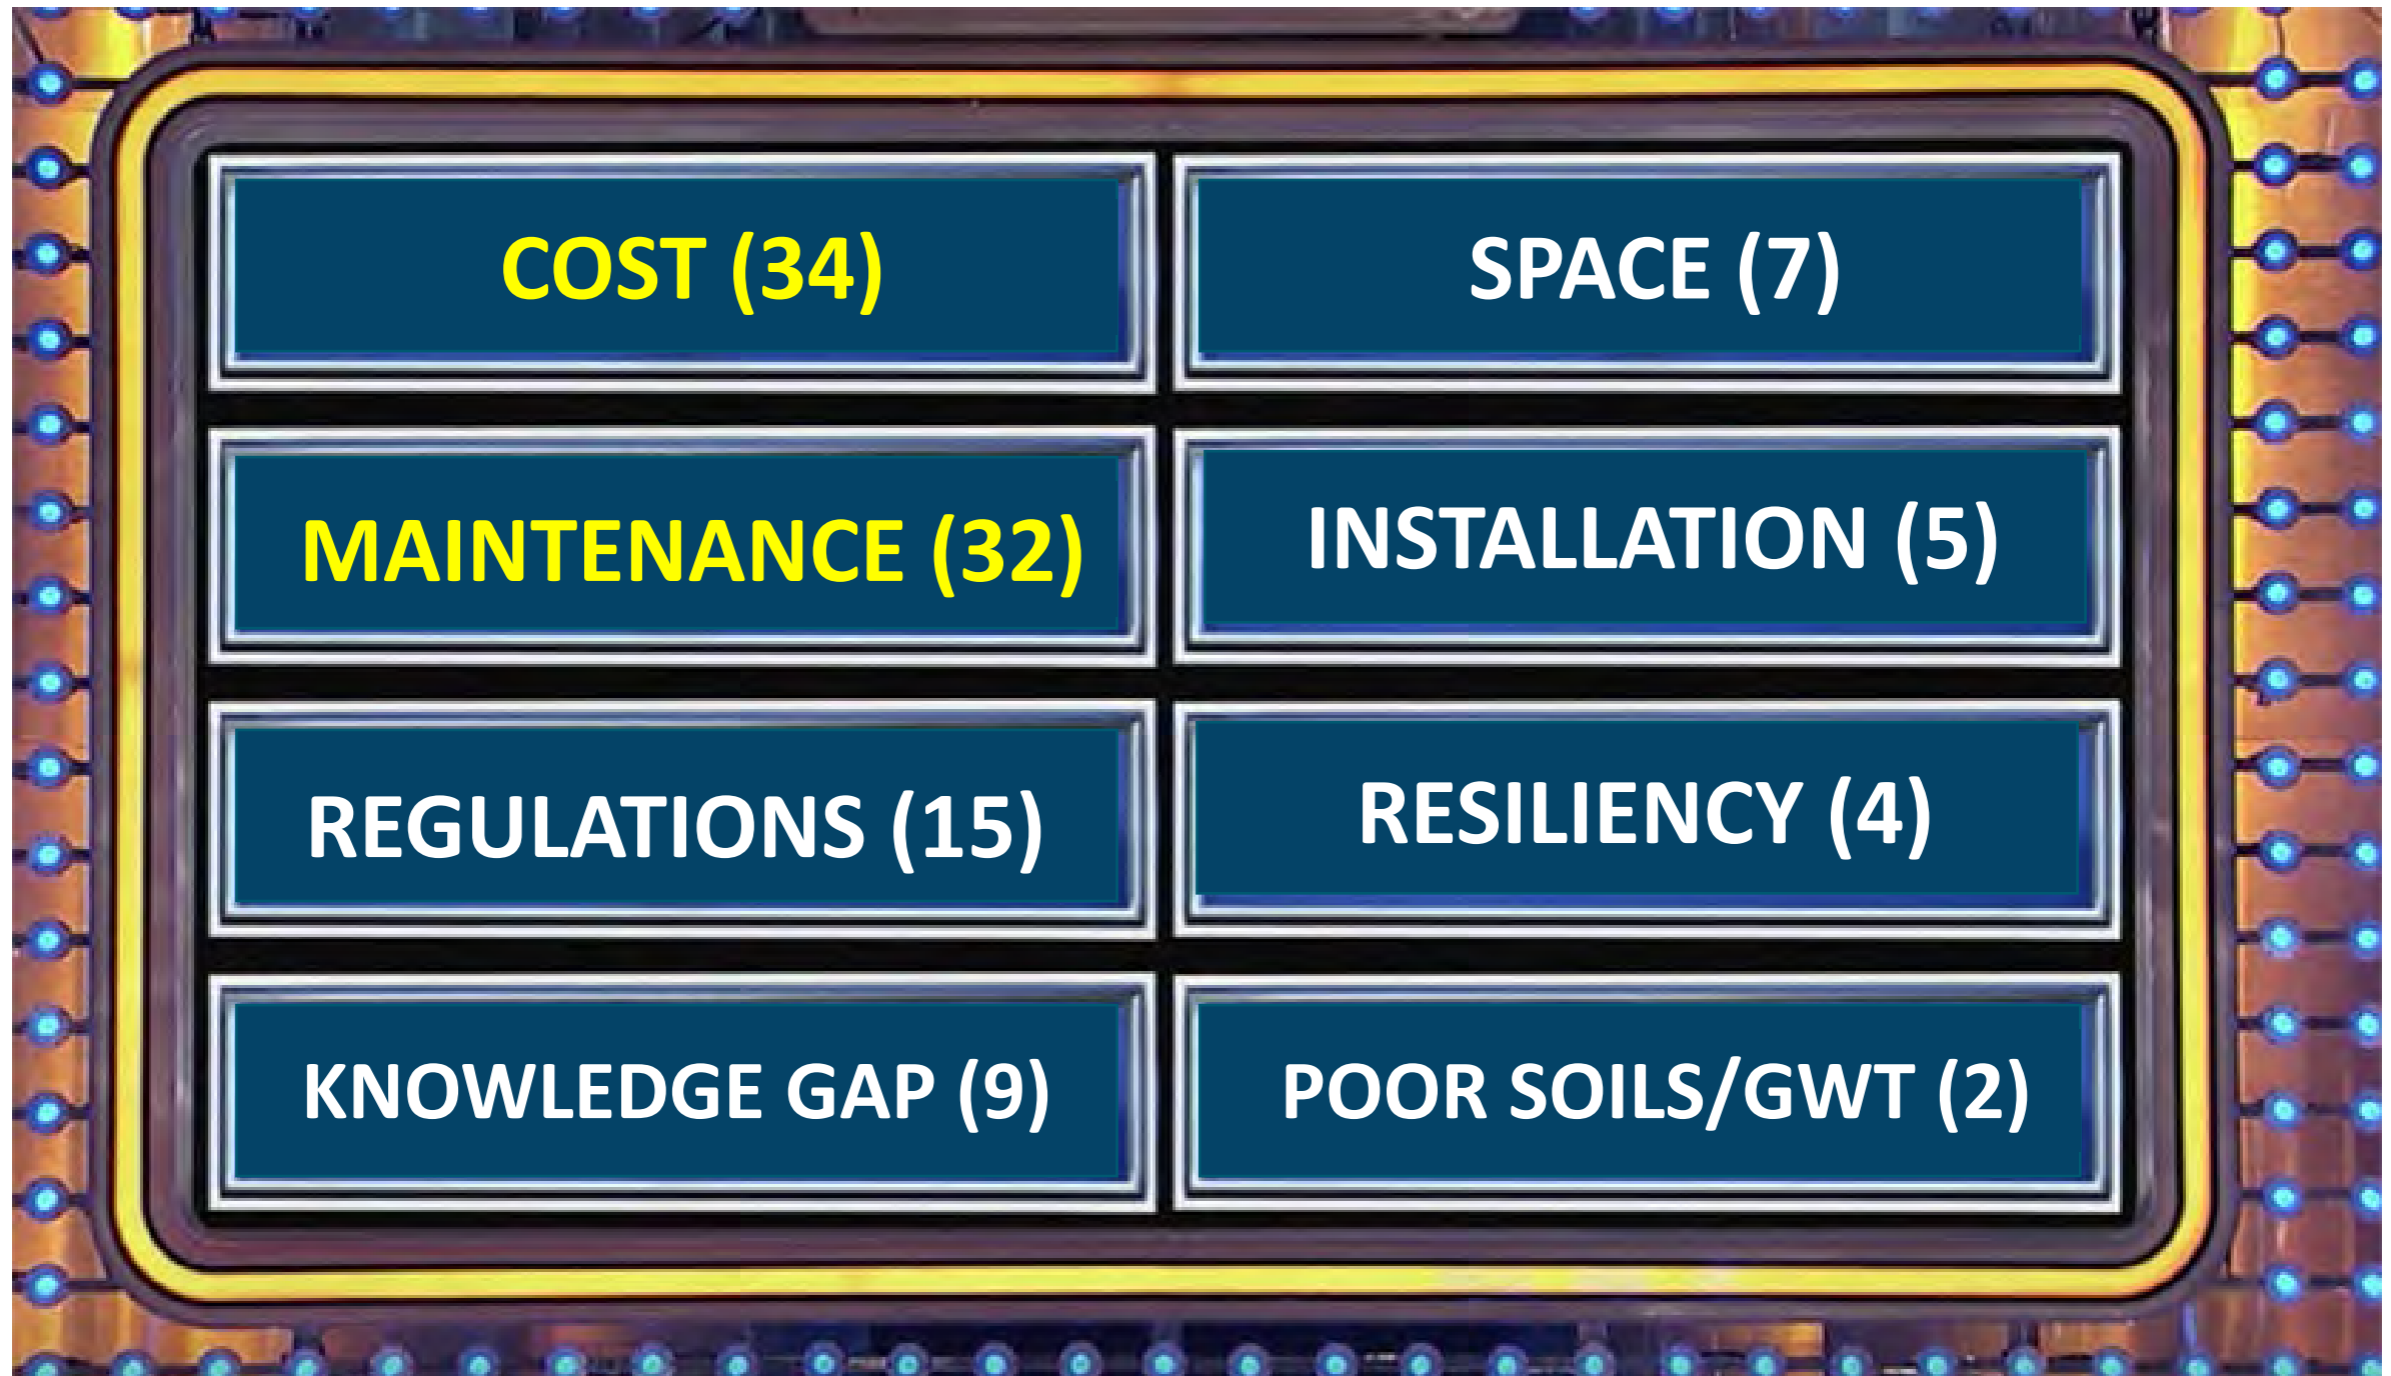 COST (34)
MAINTENANCE (32)
REGULATIONS (15)
KNOWLEDGE GAP (9)
SPACE (7)
INSTALLATION (5)
RESILIENCY (4)
POOR SOILS/GWT (2)